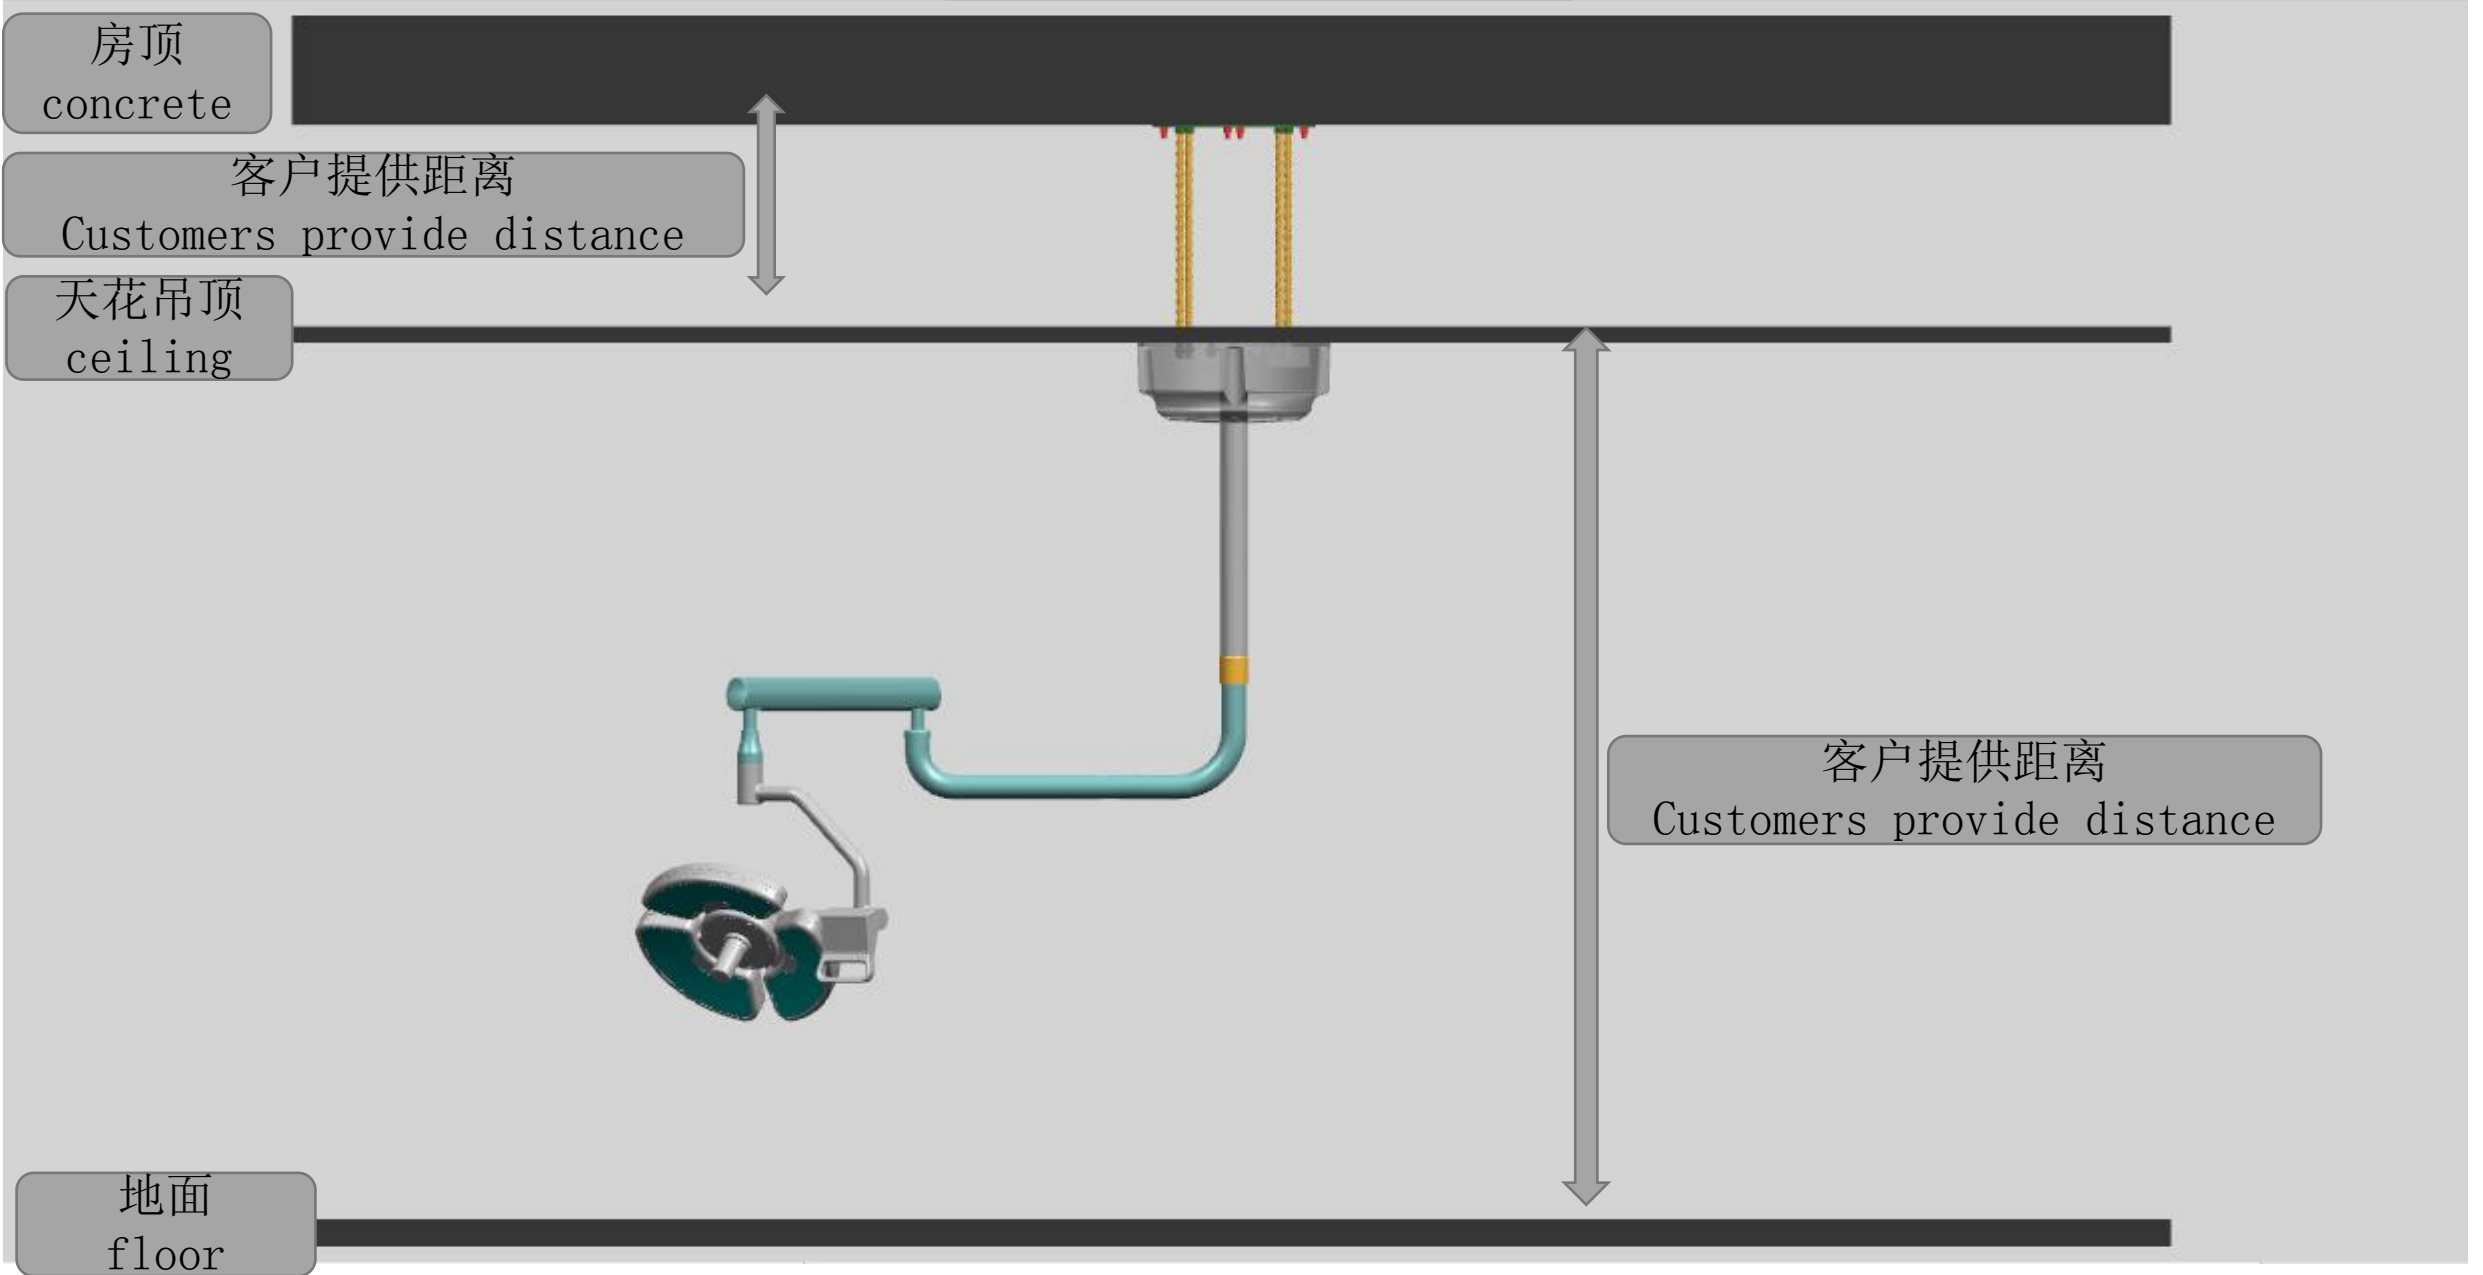 房顶
concrete
客户提供距离
Customers provide distance
天花吊顶
ceiling
客户提供距离
Customers provide distance
地面
floor